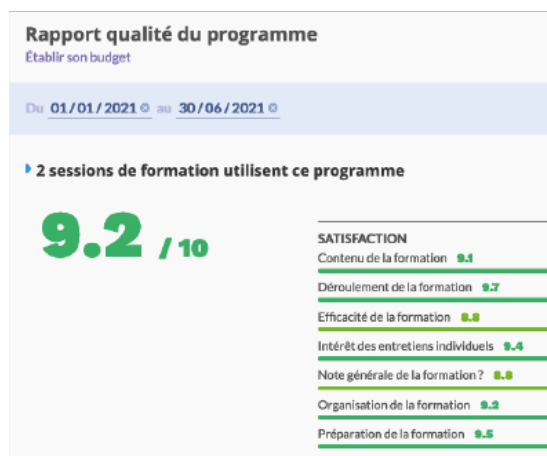 Rapport qualité du programme
Établir son budget
Du 01/01/2021 au 30/06/2021
2 sessions de formation utilisent ce programme
9.2 / 10
SATISFACTION
Contenu de la formation 9.1
Déroulement de la formation 9.7
Efficacité de la formation 8.8
Intérêt des entretiens individuels 9.4
Note générale de la formation ? 8.8
Organisation de la formation 9.2
Préparation de la formation 9.5